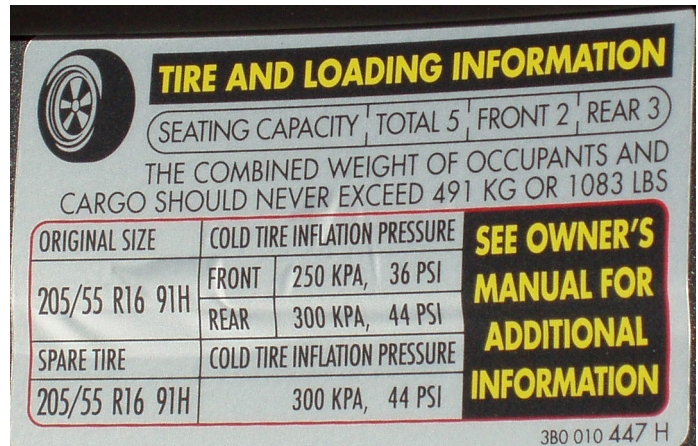 TIRE AND LOADING INFORMATION
SEATING CAPACITY TOTAL 5 FRONT 2 REAR 3
THE COMBINED WEIGHT OF OCCUPANTS AND
CARGO SHOULD NEVER EXCEED 491 KG OR 1083 LBS
ORIGINAL SIZE COLD TIRE INFLATION PRESSURE
205/55 R16 91H
FRONT 250 KPA, 36 PSI
REAR 300 KPA, 44 PSI
SPARE TIRE COLD TIRE INFLATION PRESSURE
205/55 R16 91H 300 KPA, 44 PSI
SEE OWNER'S
MANUAL FOR
ADDITIONAL
INFORMATION
3B0 010 447 H